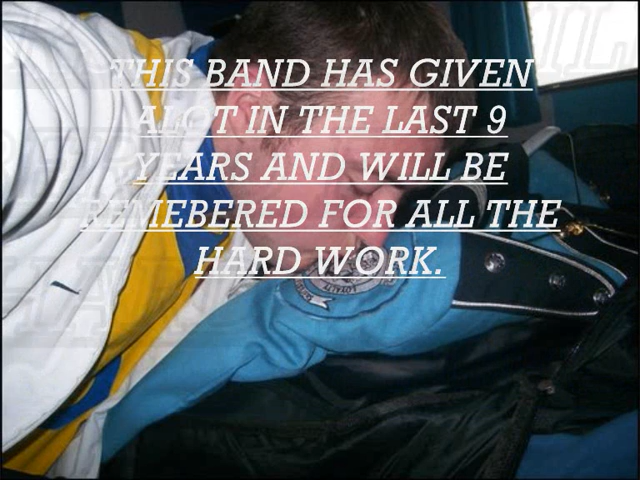 THIS BAND HAS GIVEN
ALOT IN THE LAST 9
YEARS AND WILL BE
REMEBERED FOR ALL THE
HARD WORK.
LOYALTY